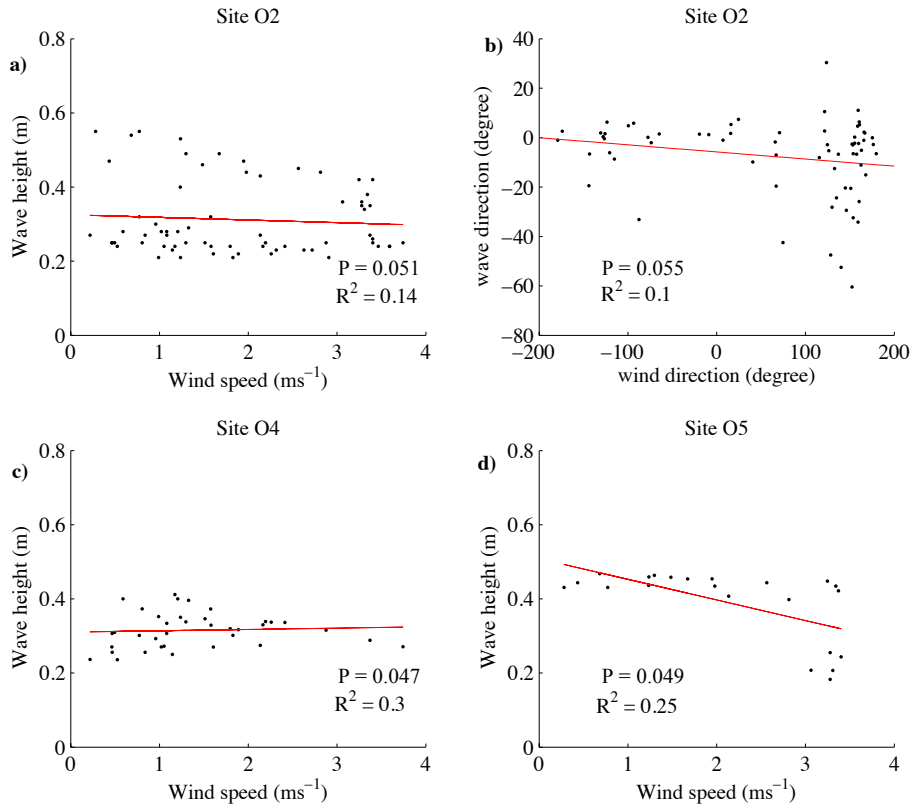 Site O2
a)
0.8
0.6
0.4
0.2
0
Wave height (m)
P = 0.051
R² = 0.14
0 1 2 3 4
Wind speed (ms⁻¹)
Site O2
b)
40
20
0
−20
−40
−60
−80
wave direction (degree)
P = 0.055
R² = 0.1
−200 −100 0 100 200
wind direction (degree)
Site O4
c)
0.8
0.6
0.4
0.2
0
Wave height (m)
P = 0.047
R² = 0.3
0 1 2 3 4
Wind speed (ms⁻¹)
Site O5
d)
0.8
0.6
0.4
0.2
0
Wave height (m)
P = 0.049
R² = 0.25
0 1 2 3 4
Wind speed (ms⁻¹)